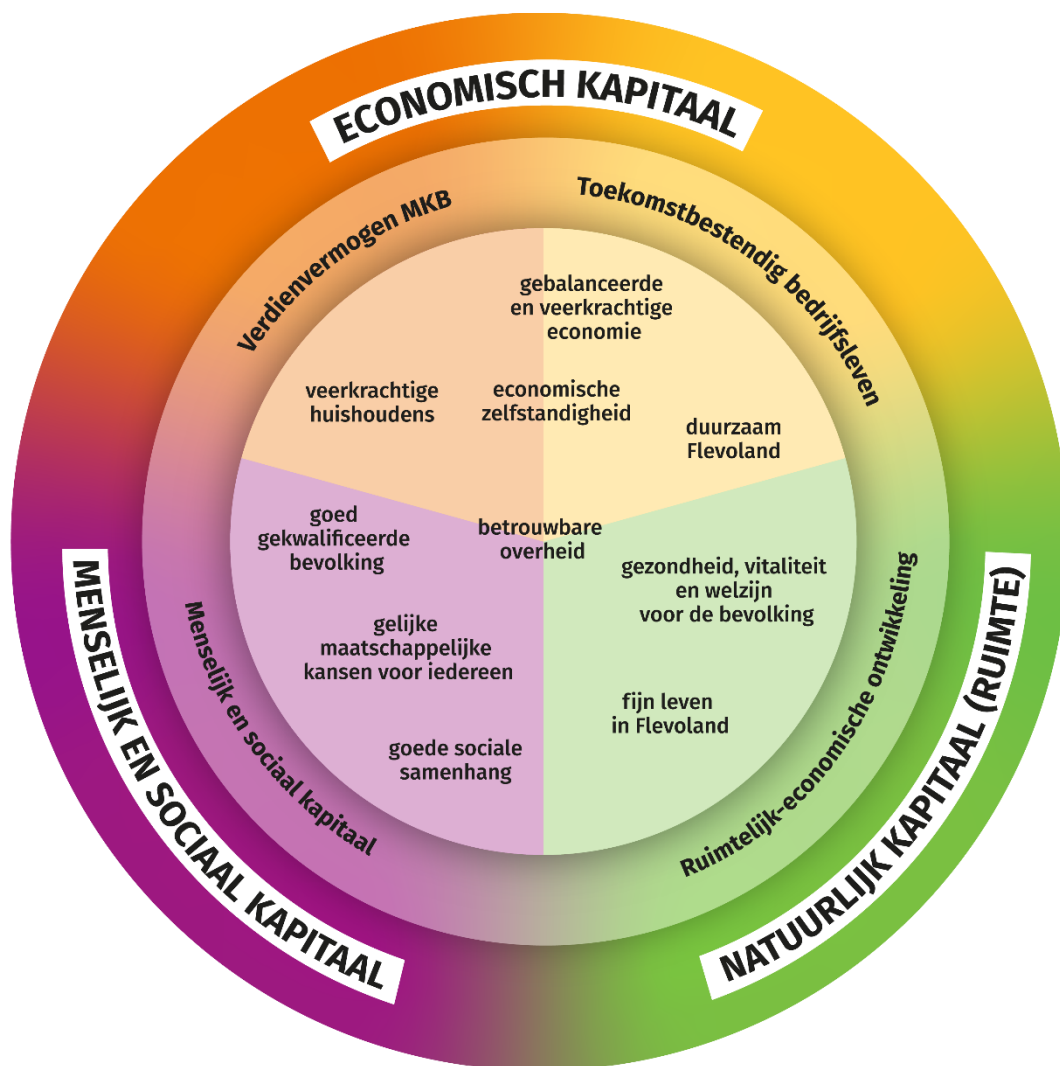 ECONOMISCH KAPITAAL
Verdienvermogen MKB
Toekomstbestendig bedrijfsleven
gebalanceerde
en veerkrachtige
economie
veerkrachtige
huishoudens
economische
zelfstandigheid
duurzaam
Flevoland
goed
gekwalificeerde
bevolking
betrouwbare
overheid
gezondheid, vitaliteit
en welzijn
voor de bevolking
gelijke
maatschappelijke
kansen voor iedereen
fijn leven
in Flevoland
goede sociale
samenhang
Menselijk en sociaal kapitaal
Ruimtelijk-economische ontwikkeling
MENSELIJK EN SOCIAAL KAPITAAL
NATUURLIJK KAPITAAL (RUIMTE)